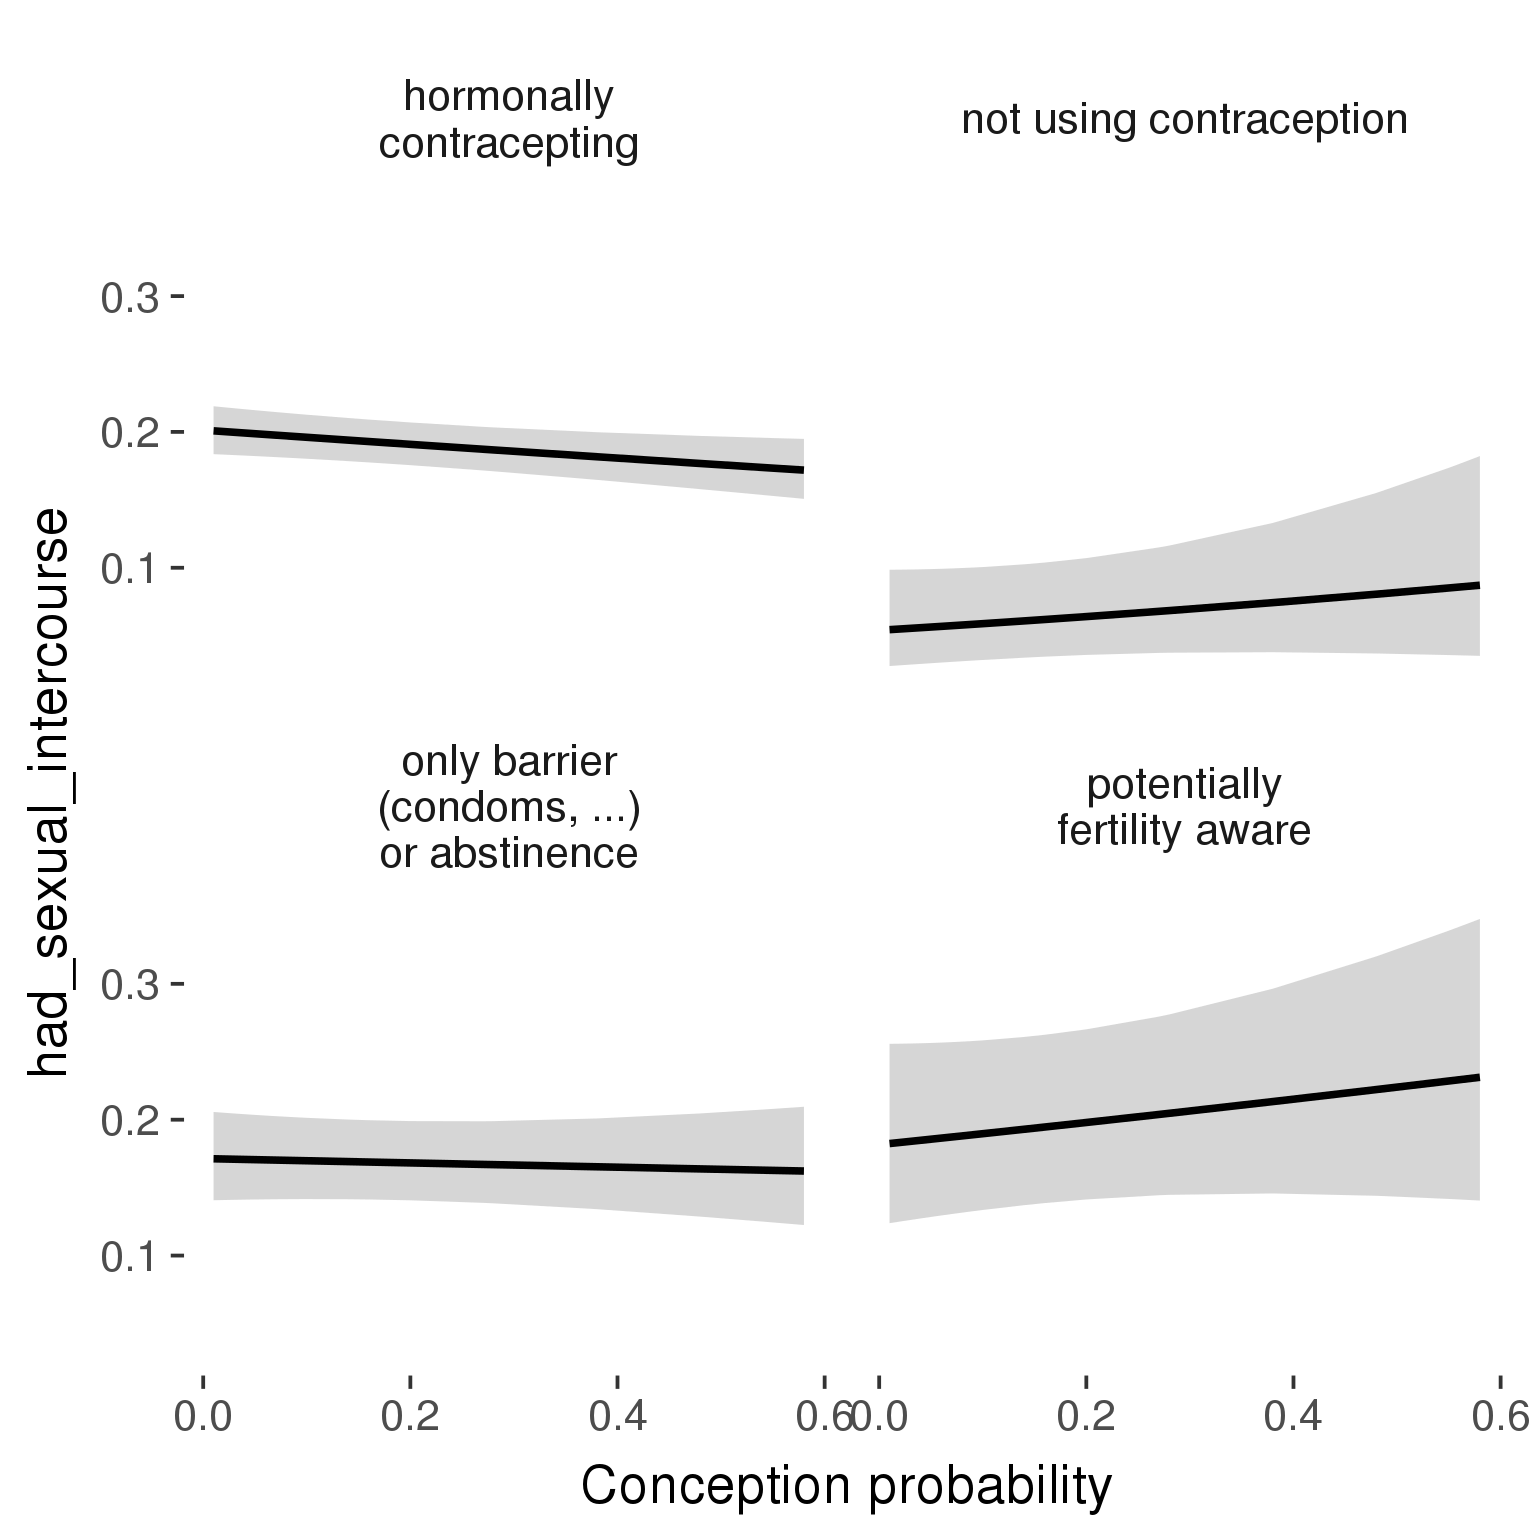 hormonally
contracepting
not using contraception
0.3
0.2
0.1
had_sexual_intercourse
only barrier
(condoms, ...)
or abstinence
potentially
fertility aware
0.3
0.2
0.1
0.0 0.2 0.4 0.6 0.0 0.2 0.4 0.6
Conception probability